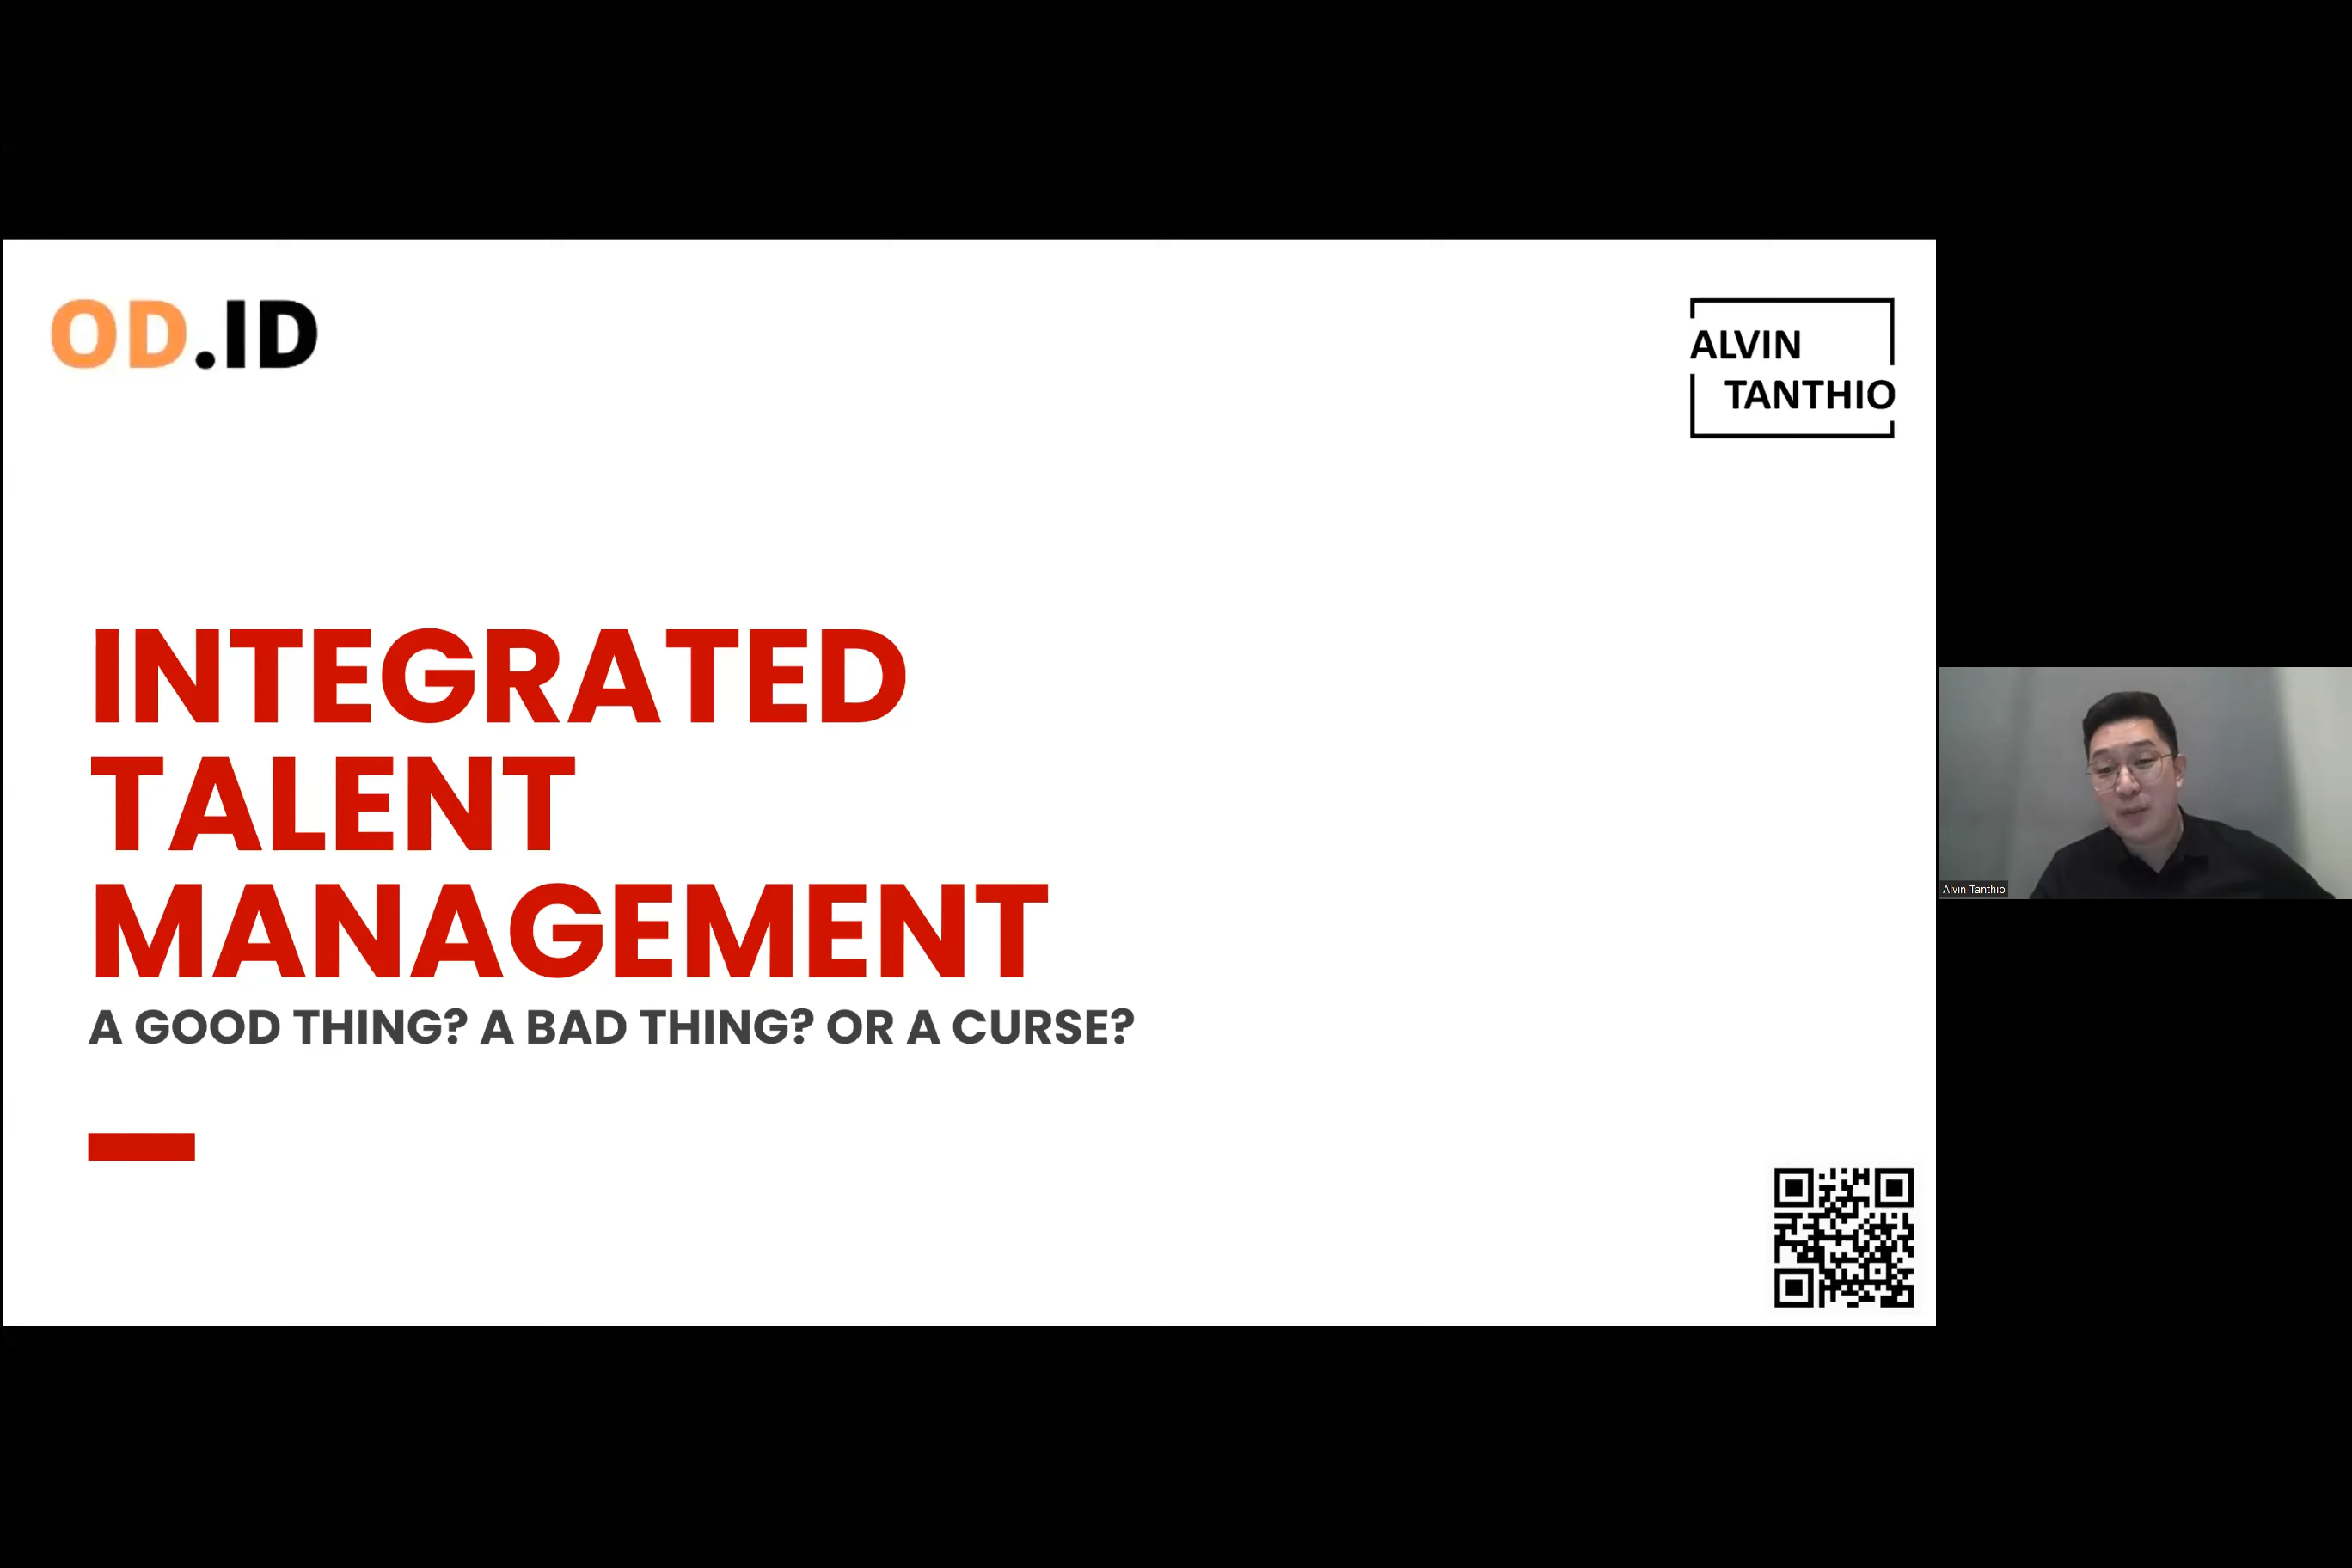 OD.ID
ALVIN
TANTHIO
INTEGRATED
TALENT
MANAGEMENT
A GOOD THING? A BAD THING? OR A CURSE?
Alvin Tanthio